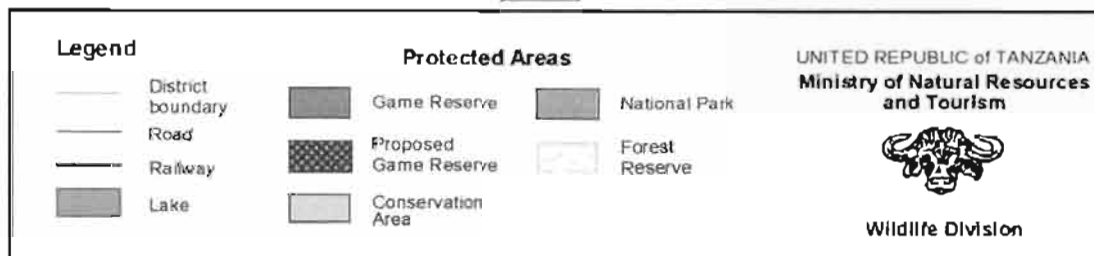 Legend
District
boundary
Road
Railway
Lake
Protected Areas
Game Reserve
Proposed
Game Reserve
Conservation
Area
National Park
Forest
Reserve
UNITED REPUBLIC of TANZANIA
Ministry of Natural Resources
and Tourism
Wildlife Division